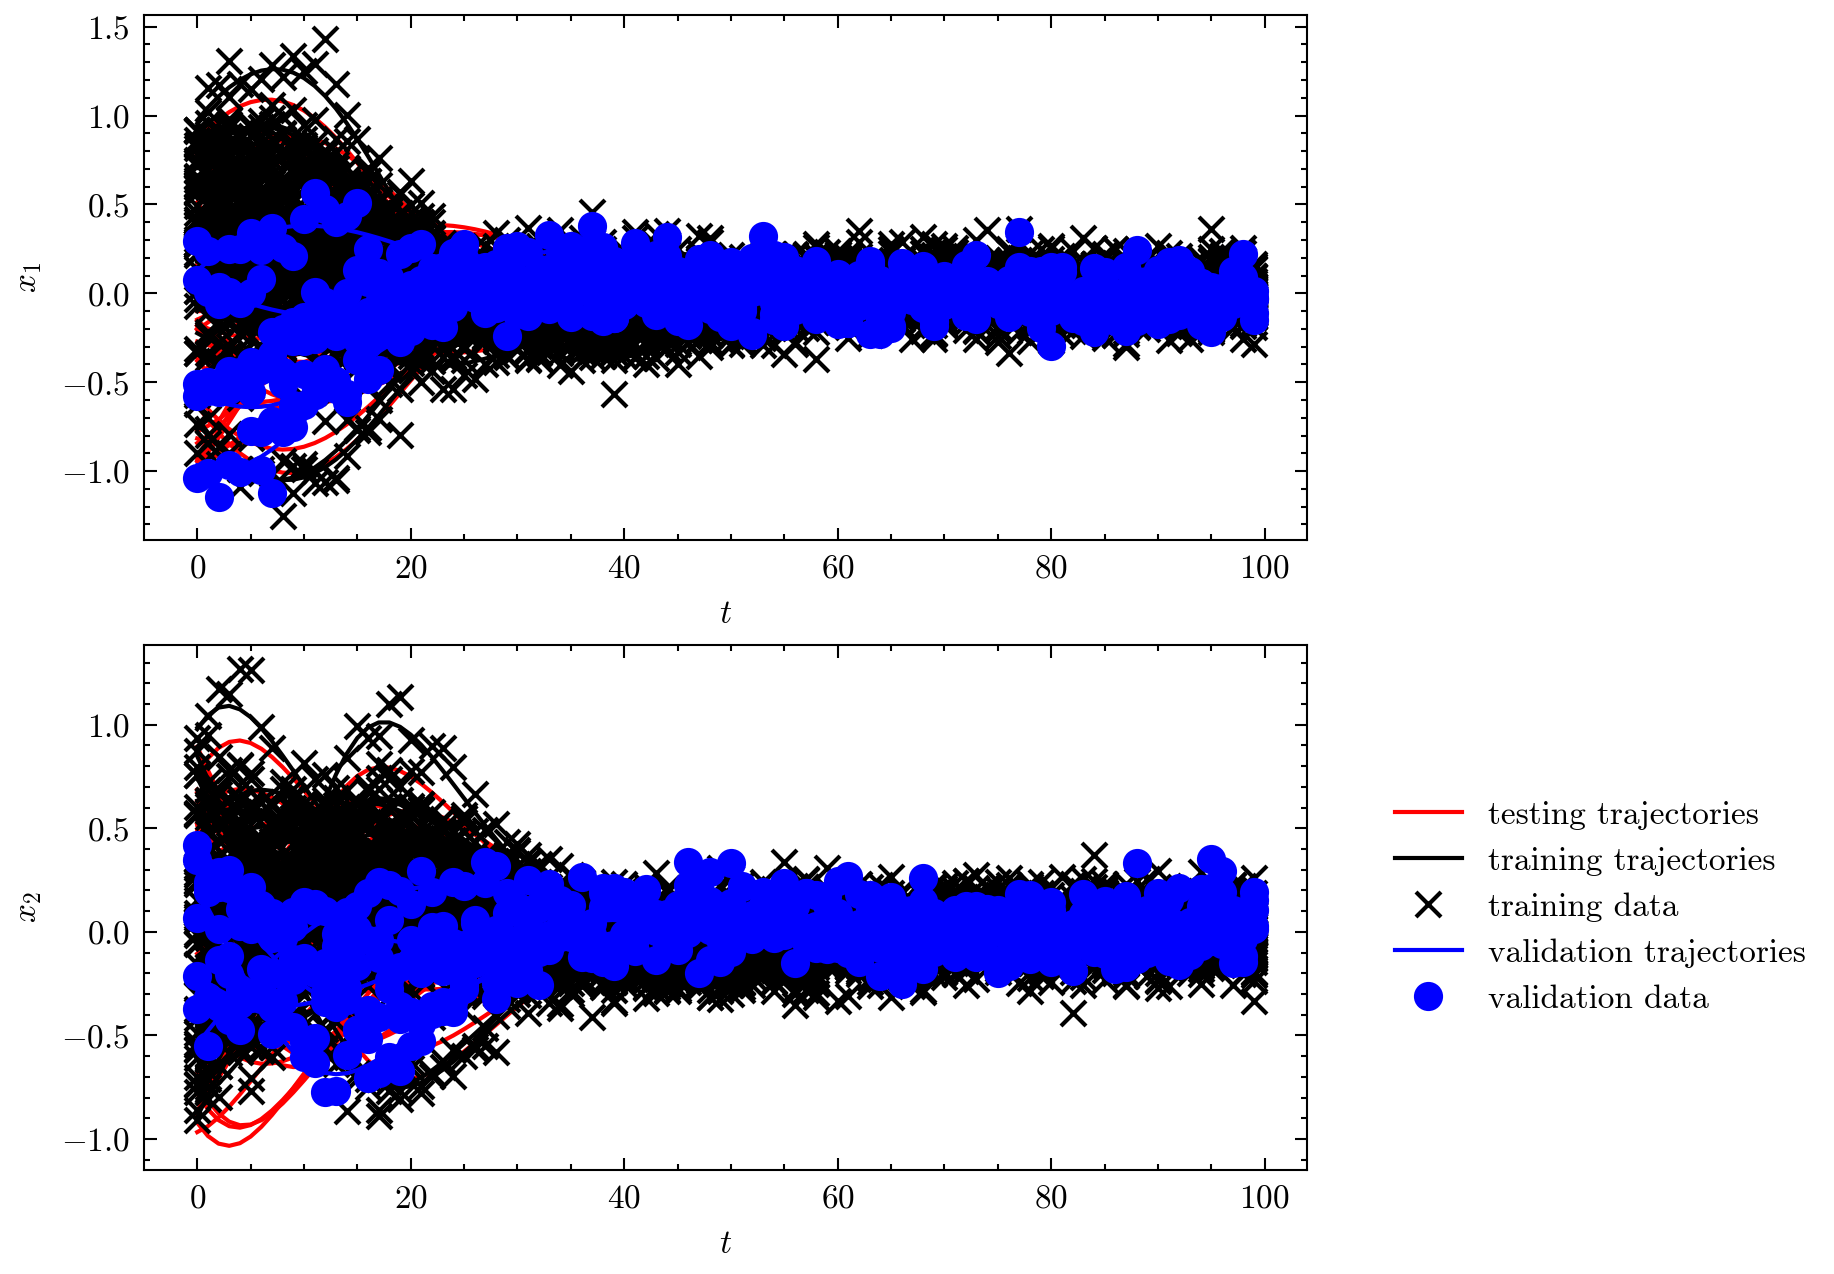 1.5
1.0
0.5
0.0
−0.5
−1.0
x₁
0 20 40 60 80 100
t
1.0
0.5
0.0
−0.5
−1.0
x₂
0 20 40 60 80 100
t
testing trajectories
training trajectories
training data
validation trajectories
validation data